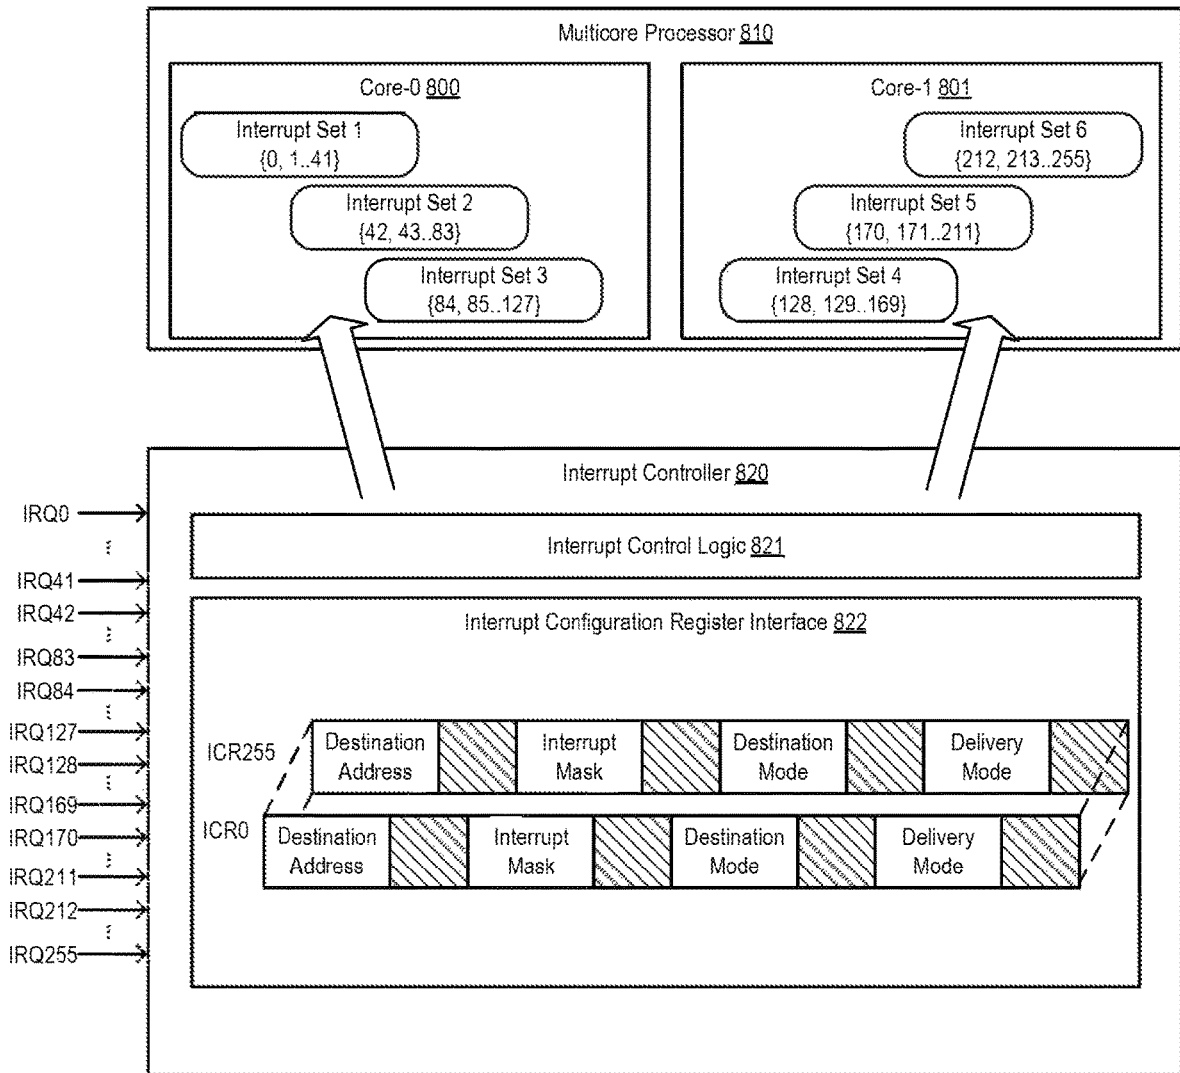 Multicore Processor 810
Core-0 800
Interrupt Set 1
{0, 1..41}
Interrupt Set 2
{42, 43..83}
Interrupt Set 3
{84, 85..127}
Core-1 801
Interrupt Set 6
{212, 213..255}
Interrupt Set 5
{170, 171..211}
Interrupt Set 4
{128, 129..169}
Interrupt Controller 820
Interrupt Control Logic 821
Interrupt Configuration Register Interface 822
IRQ0
...
IRQ41
IRQ42
...
IRQ83
IRQ84
...
IRQ127
IRQ128
...
IRQ169
IRQ170
...
IRQ211
IRQ212
...
IRQ255
ICR255
Destination
Address
Interrupt
Mask
Destination
Mode
Delivery
Mode
ICR0
Destination
Address
Interrupt
Mask
Destination
Mode
Delivery
Mode